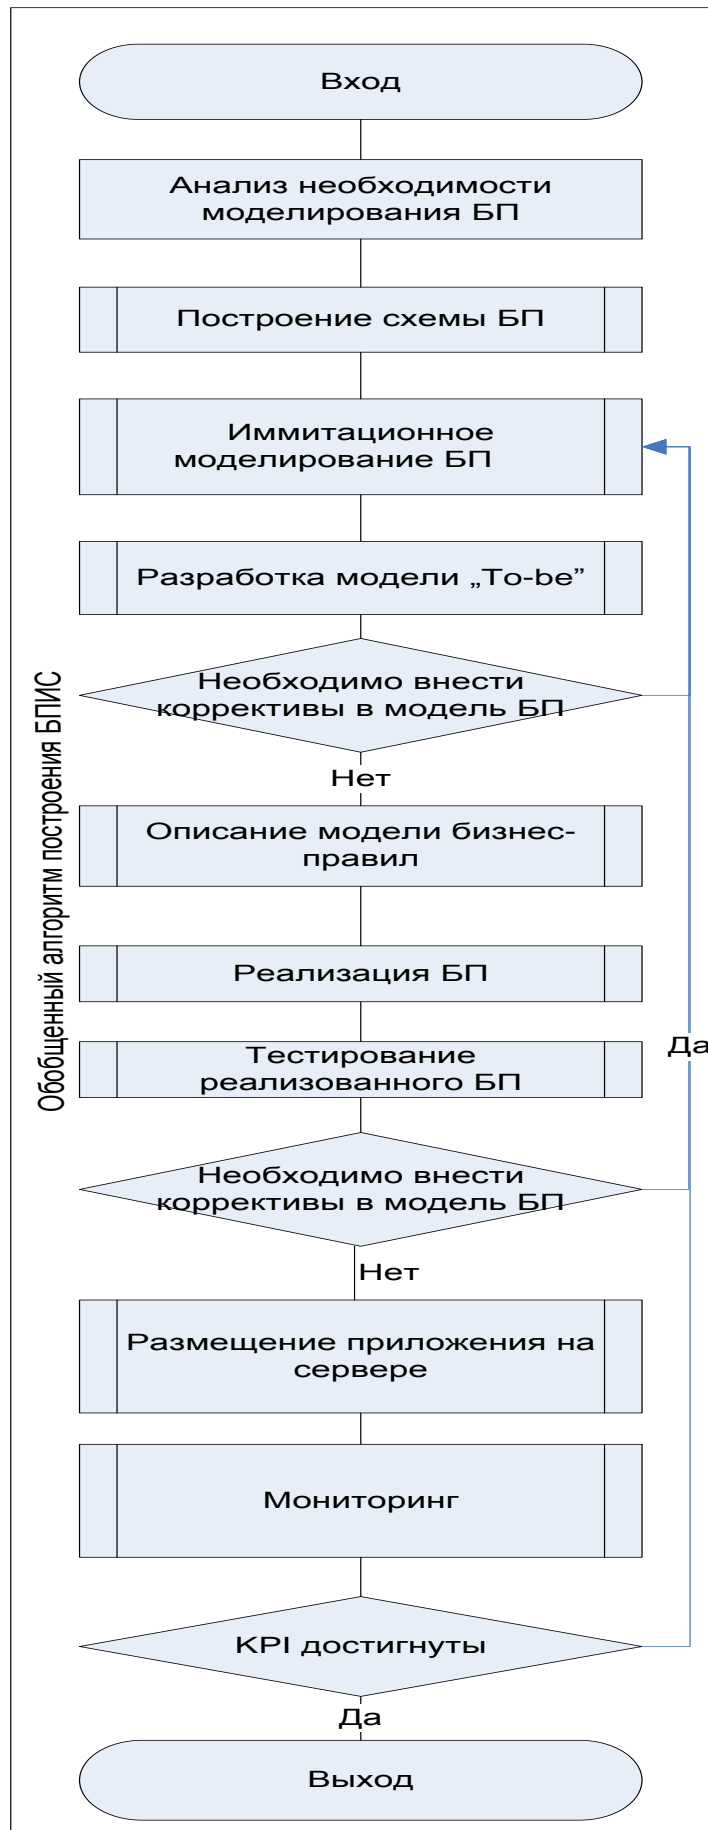 Вход
Анализ необходимости
моделирования БП
Построение схемы БП
Иммитационное
моделирование БП
Разработка модели „To-be”
Необходимо внести
коррективы в модель БП
Нет
Описание модели бизнес-
правил
Реализация БП
Тестирование
реализованного БП
Да
Необходимо внести
коррективы в модель БП
Нет
Размещение приложения на
сервере
Мониторинг
KPI достигнуты
Да
Выход
Обобщенный алгоритм построения БПИС